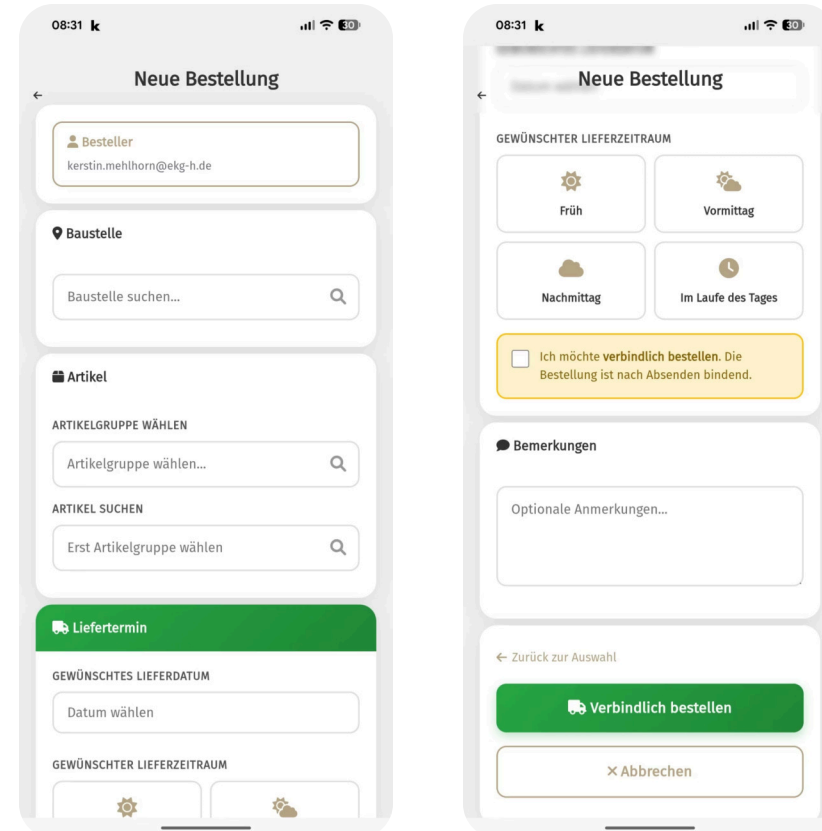 08:31 k
30
Neue Bestellung
←
Besteller
kerstin.mehlhorn@ekg-h.de
Baustelle
Baustelle suchen...
Artikel
ARTIKELGRUPPE WÄHLEN
Artikelgruppe wählen...
ARTIKEL SUCHEN
Erst Artikelgruppe wählen
Liefertermin
GEWÜNSCHTES LIEFERDATUM
Datum wählen
GEWÜNSCHTER LIEFERZEITRAUM
08:31 k
30
Neue Bestellung
←
GEWÜNSCHTER LIEFERZEITRAUM
Früh
Vormittag
Nachmittag
Im Laufe des Tages
Ich möchte verbindlich bestellen. Die
Bestellung ist nach Absenden bindend.
Bemerkungen
Optionale Anmerkungen...
← Zurück zur Auswahl
Verbindlich bestellen
× Abbrechen